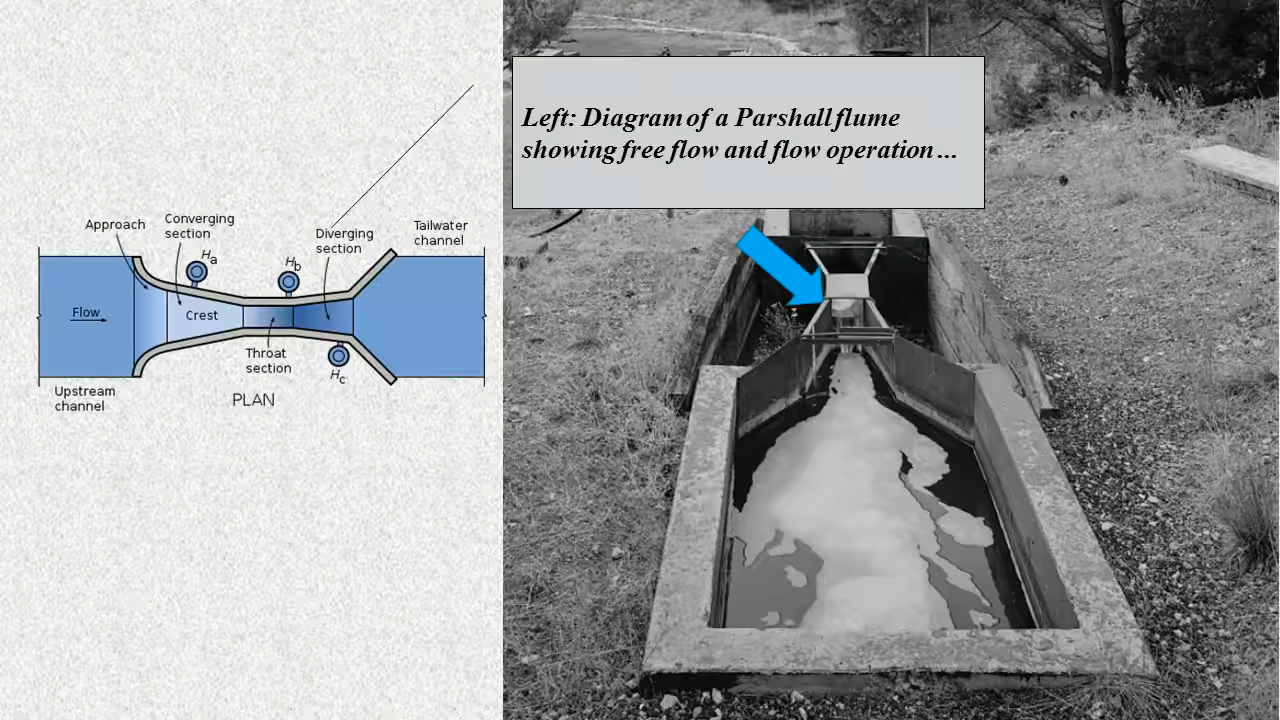 Left: Diagram of a Parshall flume
showing free flow and flow operation ...
Approach
Converging
section
Ha
Hb
Diverging
section
Tailwater
channel
Flow
Crest
Throat
section
Hc
Upstream
channel
PLAN